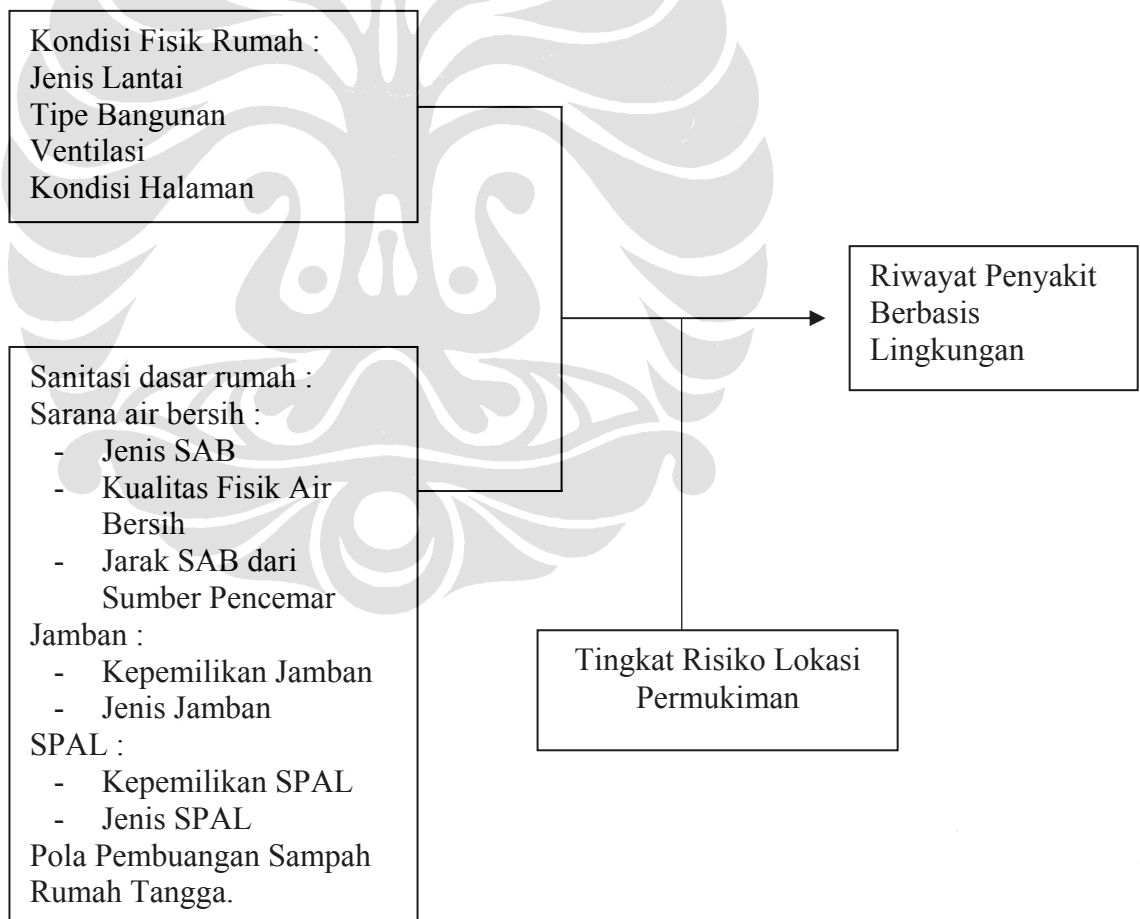 Kondisi Fisik Rumah :
Jenis Lantai
Tipe Bangunan
Ventilasi
Kondisi Halaman
Riwayat Penyakit
Berbasis
Lingkungan
Sanitasi dasar rumah :
Sarana air bersih :
- Jenis SAB
- Kualitas Fisik Air
Bersih
- Jarak SAB dari
Sumber Pencemar
Jamban :
- Kepemilikan Jamban
- Jenis Jamban
SPAL :
- Kepemilikan SPAL
- Jenis SPAL
Pola Pembuangan Sampah
Rumah Tangga.
Tingkat Risiko Lokasi
Permukiman